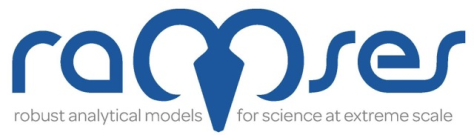 ramses
robust analytical models for science at extreme scale